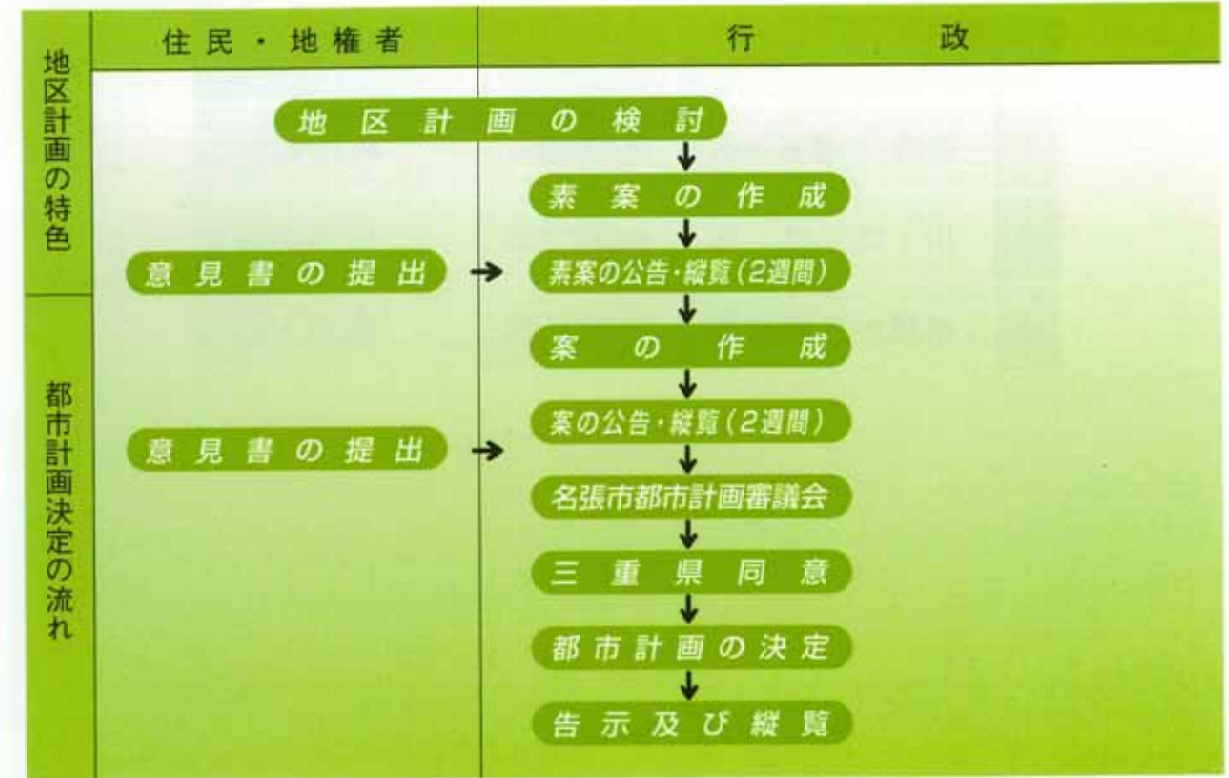 住民・地権者
行政
地区計画の特色
都市計画決定の流れ
地区計画の検討
素案の作成
意見書の提出
素案の公告・縦覧(2週間)
案の作成
案の公告・縦覧(2週間)
意見書の提出
名張市都市計画審議会
三重県同意
都市計画の決定
告示及び縦覧